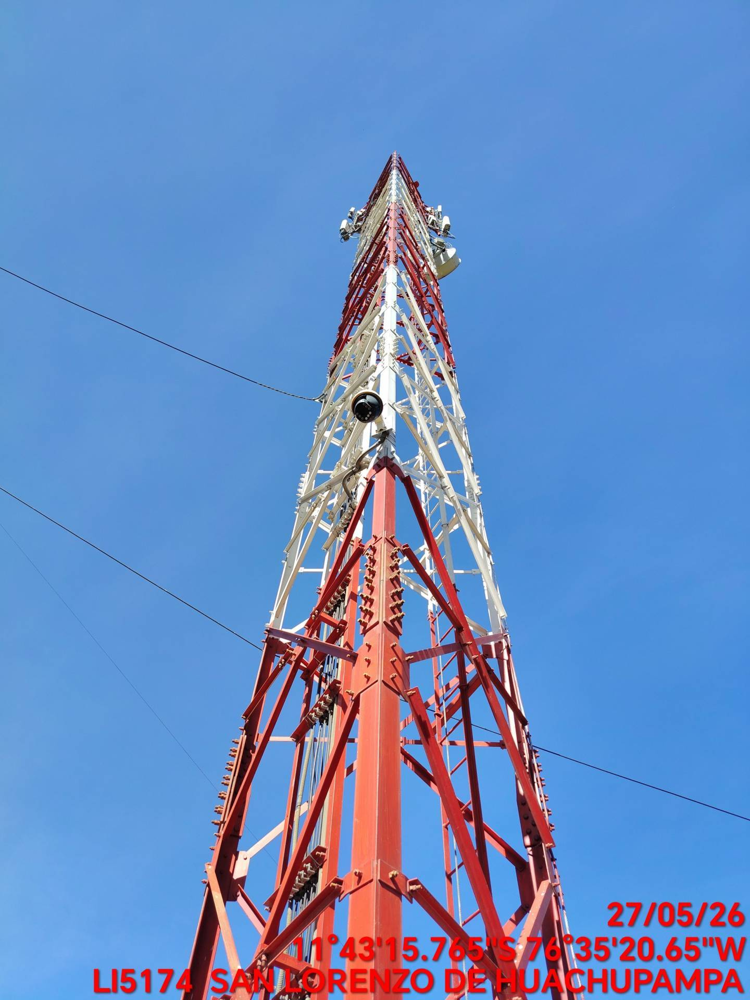 27/05/26
11°43'15.765"S 76°35'20.65"W
LI5174 SAN LORENZO DE HUACHUPAMPA